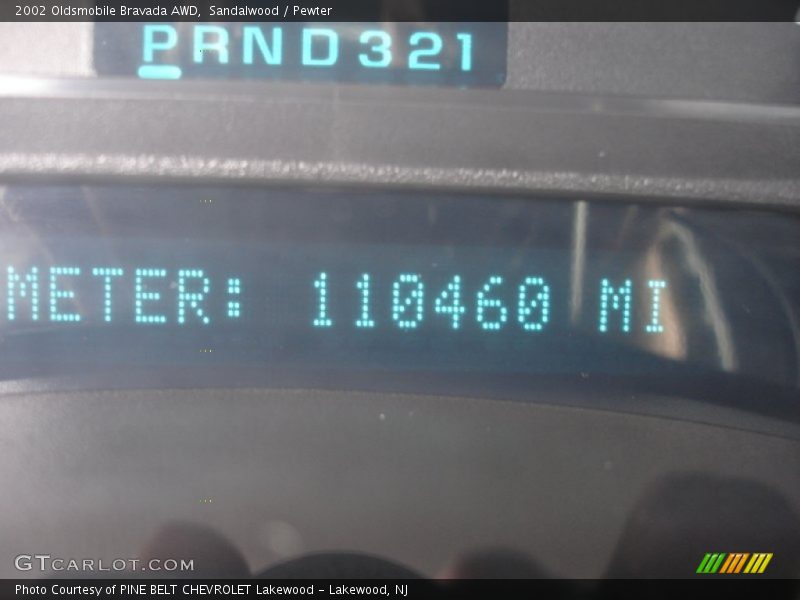 2002 Oldsmobile Bravada AWD, Sandalwood / Pewter
PRND321
METER: 110460 MI
GTCARLOT.COM
Photo Courtesy of PINE BELT CHEVROLET Lakewood - Lakewood, NJ